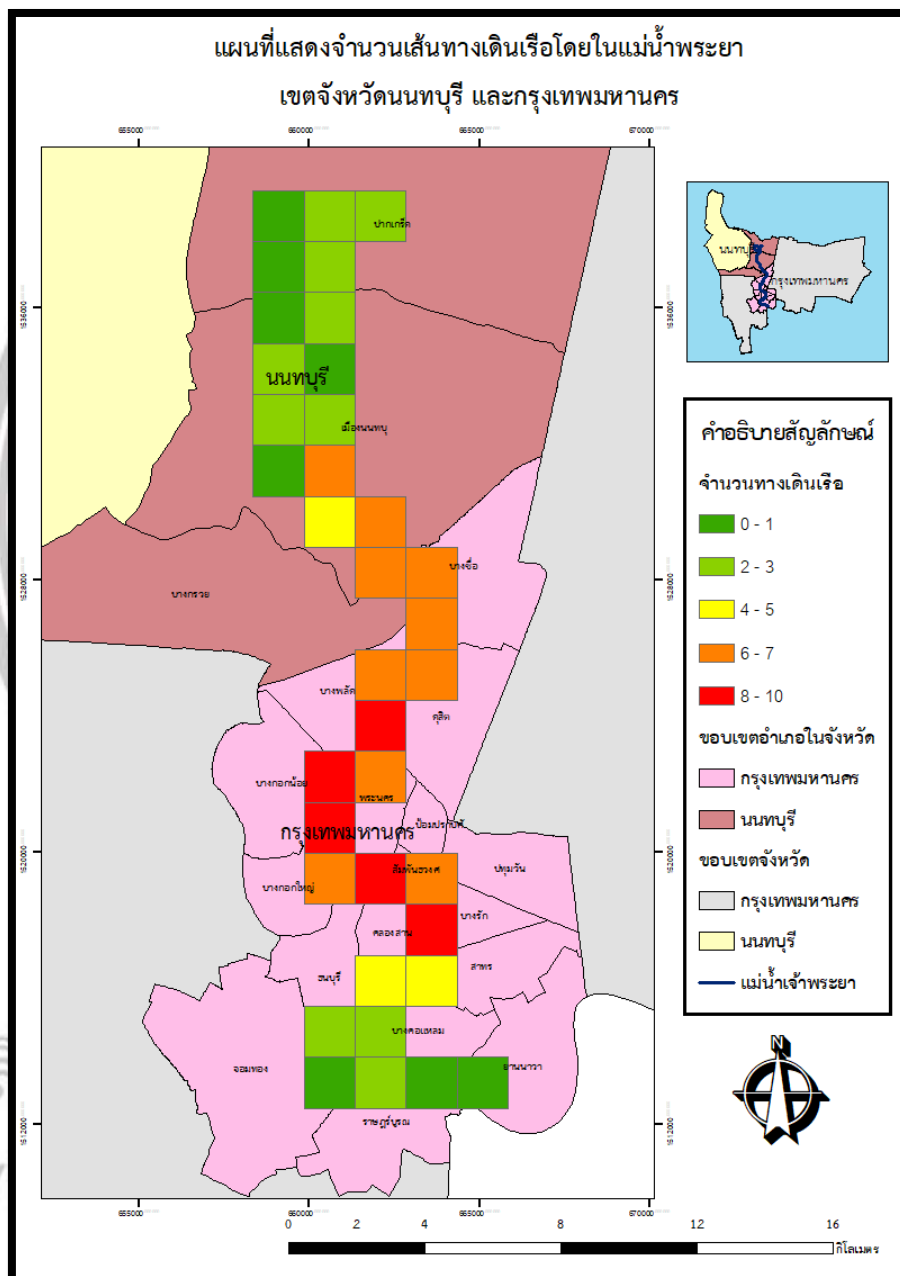 แผนที่แสดงจำนวนเส้นทางเดินเรือโดยในแม่น้ำพระยา
เขตจังหวัดนนทบุรี และกรุงเทพมหานคร
655000 660000 665000 670000
ปากเกร็ด
1636000
นนทบุรี
เมืองนนทบุ
บางซื่อ
1528000
บางกรวย
บางพลัด
ดุสิต
บางกอกน้อย
พระนคร
ป้อมปราบศั
กรุงเทพมหานคร
1520000
สัมพันธวงศ
ปทุมวัน
บางกอกใหญ่
บางรัก
คลองสาน
สาทร
ธนบุรี
บางคอแหลม
จอมทอง
ยานนาวา
ราษฎร์บูรณ
1512000
655000 660000 665000 670000
0 2 4 8 12 16
กิโลเมตร
นนทบุรี
กรุงเทพมหานคร
คำอธิบายสัญลักษณ์
จำนวนทางเดินเรือ
0 - 1
2 - 3
4 - 5
6 - 7
8 - 10
ขอบเขตอำเภอในจังหวัด
กรุงเทพมหานคร
นนทบุรี
ขอบเขตจังหวัด
กรุงเทพมหานคร
นนทบุรี
แม่น้ำเจ้าพระยา
N